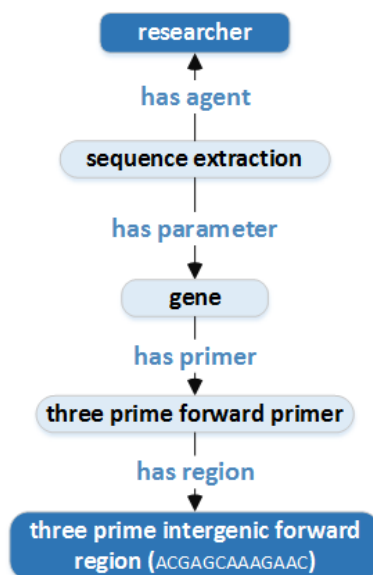 researcher
has agent
sequence extraction
has parameter
gene
has primer
three prime forward primer
has region
three prime intergenic forward
region (ACGAGCAAAGAAC)